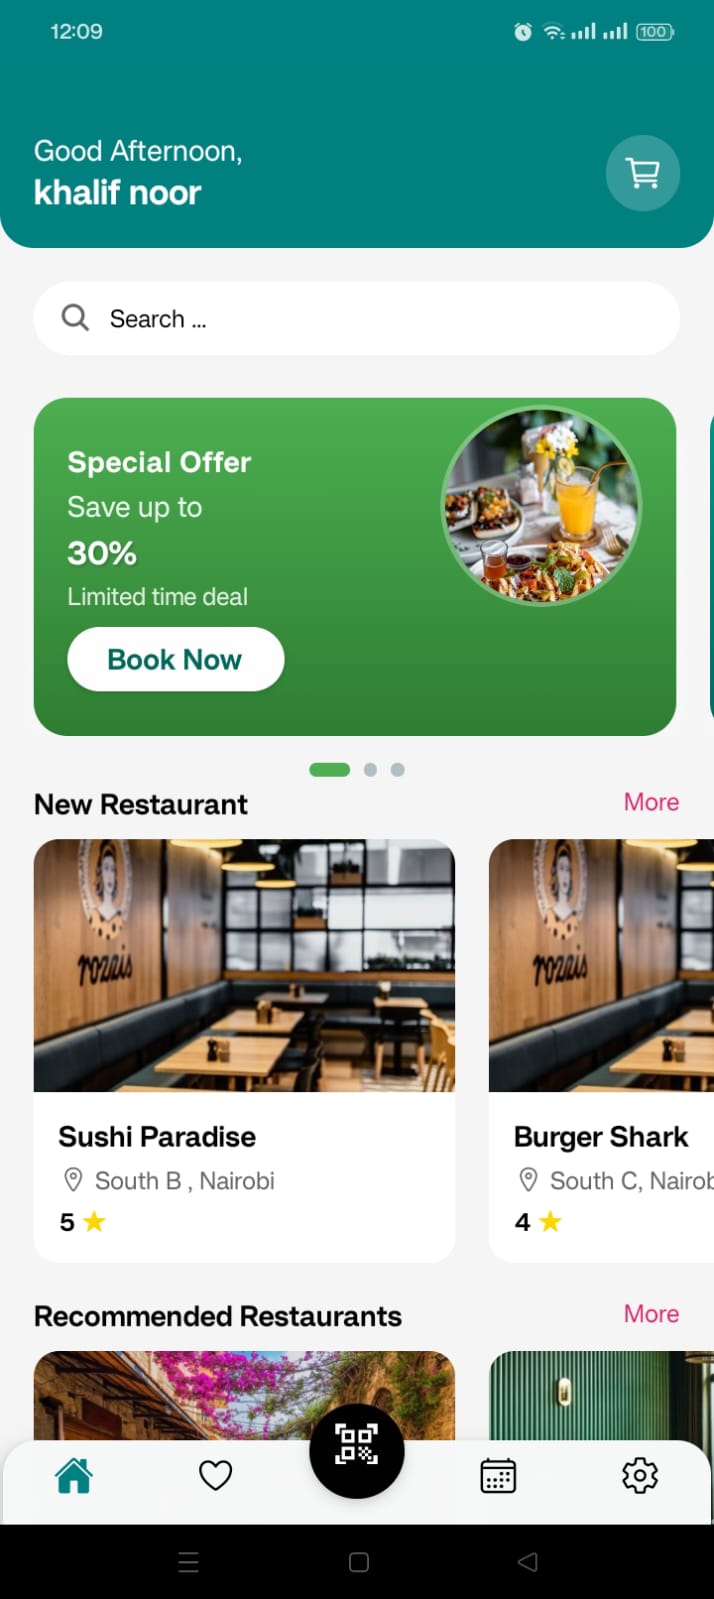 12:09
100
Good Afternoon,
khalif noor
Search ...
Special Offer
Save up to
30%
Limited time deal
Book Now
New Restaurant
More
rozzis
rozzis
Sushi Paradise
Burger Shark
South B , Nairobi
South C, Nairob
5
4
Recommended Restaurants
More